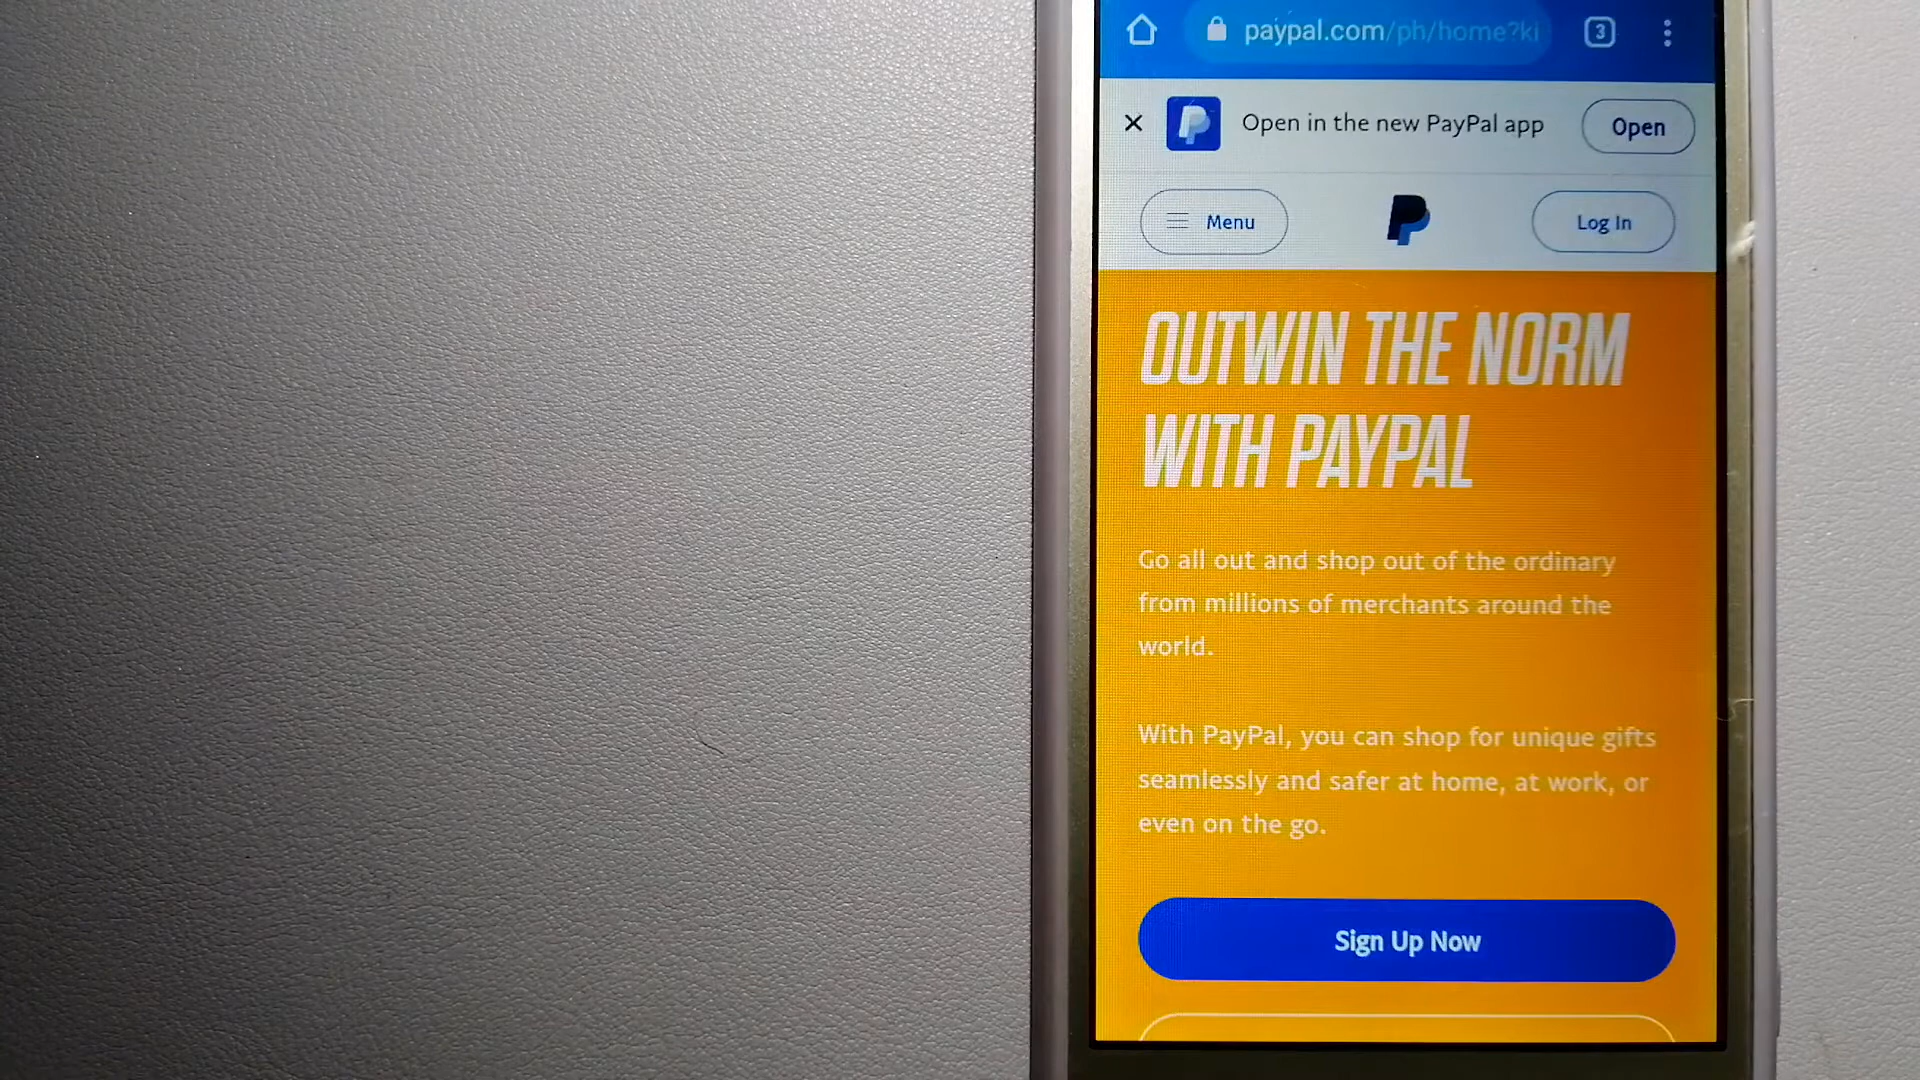 paypal.com/ph/home?ki
3
Open in the new PayPal app
Open
Menu
Log In
OUTWIN THE NORM
WITH PAYPAL
Go all out and shop out of the ordinary
from millions of merchants around the
world.
With PayPal, you can shop for unique gifts
seamlessly and safer at home, at work, or
even on the go.
Sign Up Now